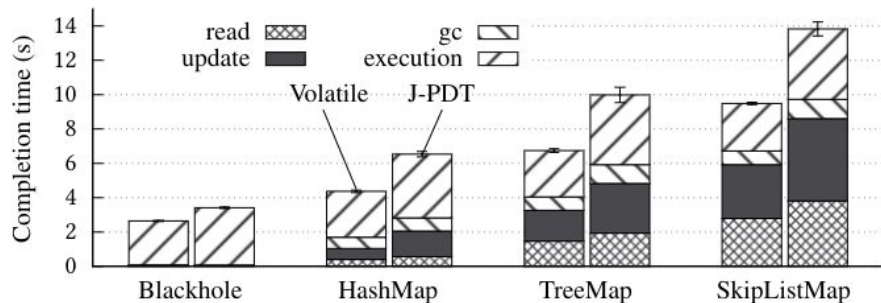 Completion time (s)
14
12
10
8
6
4
2
0
read
gc
update
execution
Volatile
J-PDT
Blackhole
HashMap
TreeMap
SkipListMap